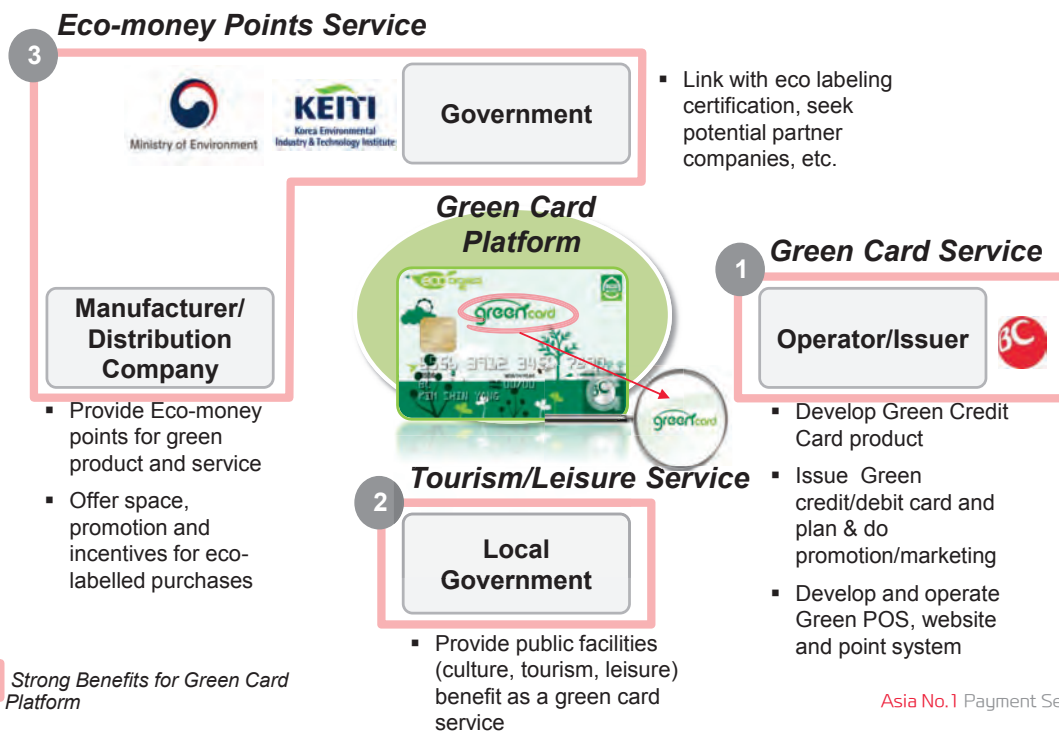 Eco-money Points Service
3
Ministry of Environment
KEITI
Korea Environmental
Industry & Technology Institute
Government
▪ Link with eco labeling
certification, seek
potential partner
companies, etc.
Green Card
Platform
green card
BC
green card
Manufacturer/
Distribution
Company
▪ Provide Eco-money
points for green
product and service
▪ Offer space,
promotion and
incentives for eco-
labelled purchases
1
Green Card Service
Operator/Issuer
BC
▪ Develop Green Credit
Card product
▪ Issue Green
credit/debit card and
plan & do
promotion/marketing
▪ Develop and operate
Green POS, website
and point system
Tourism/Leisure Service
2
Local
Government
▪ Provide public facilities
(culture, tourism, leisure)
benefit as a green card
service
Strong Benefits for Green Card
Platform
Asia No.1 Payment Se